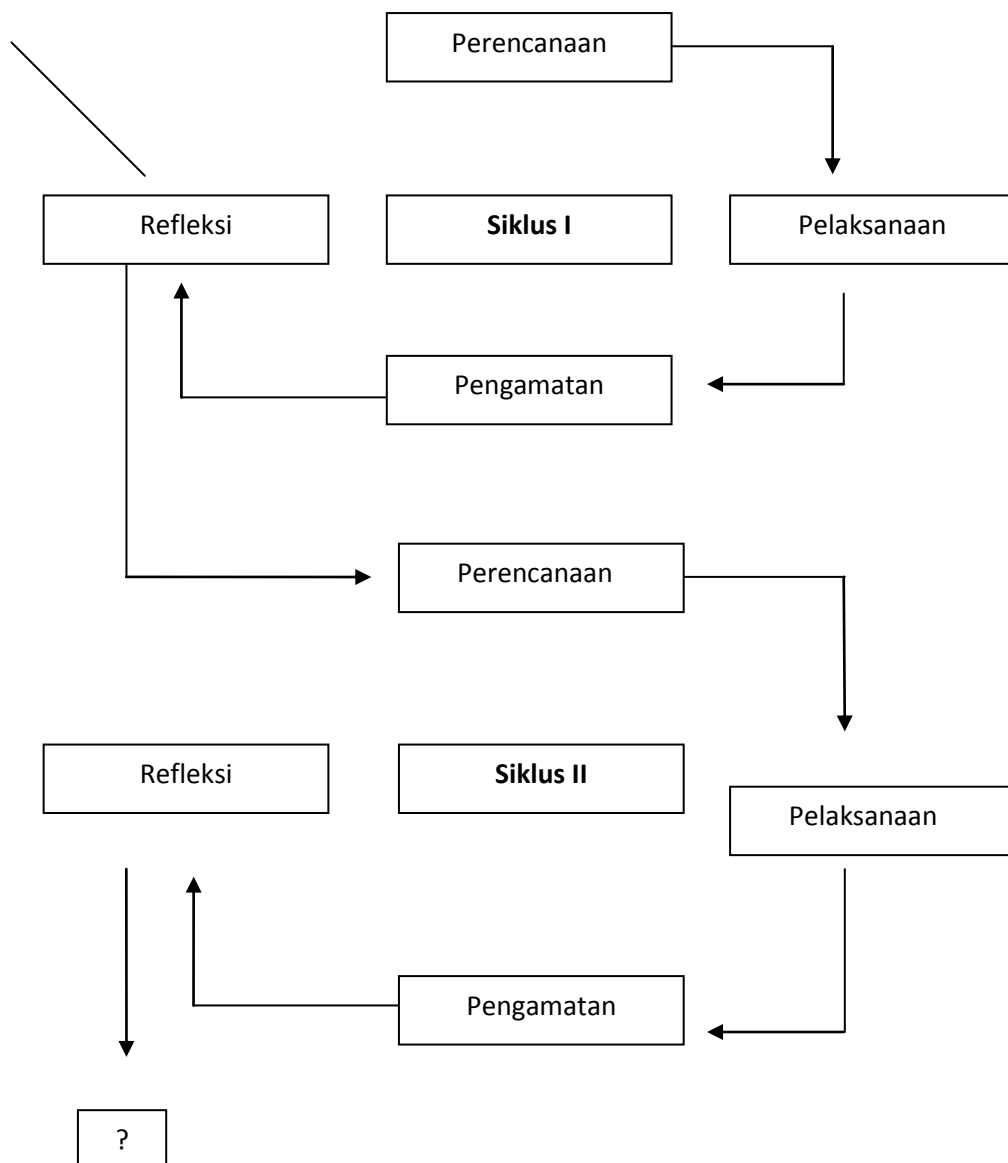 Perencanaan
Refleksi
Siklus I
Pelaksanaan
Pengamatan
Perencanaan
Refleksi
Siklus II
Pelaksanaan
Pengamatan
?